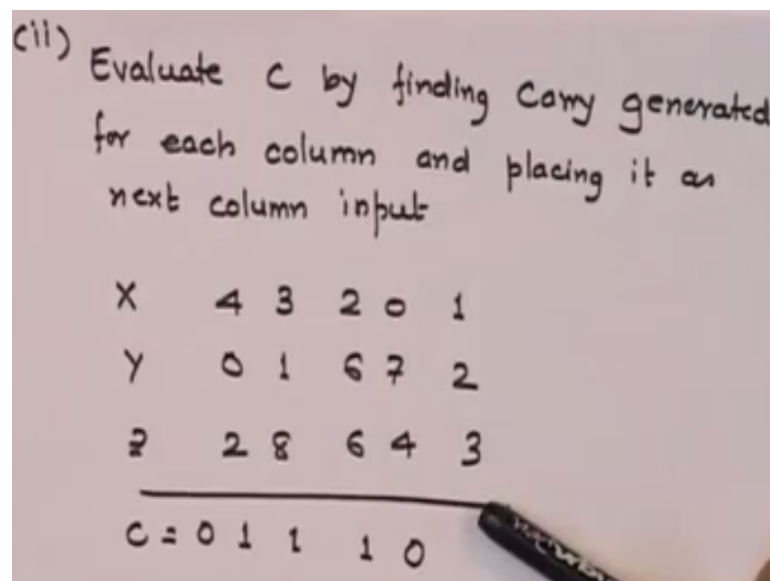 (ii) Evaluate C by finding Carry generated
for each column and placing it as
next column input
X 4 3 2 0 1
Y 0 1 6 7 2
Z 2 8 6 4 3
C = 0 1 1 1 0